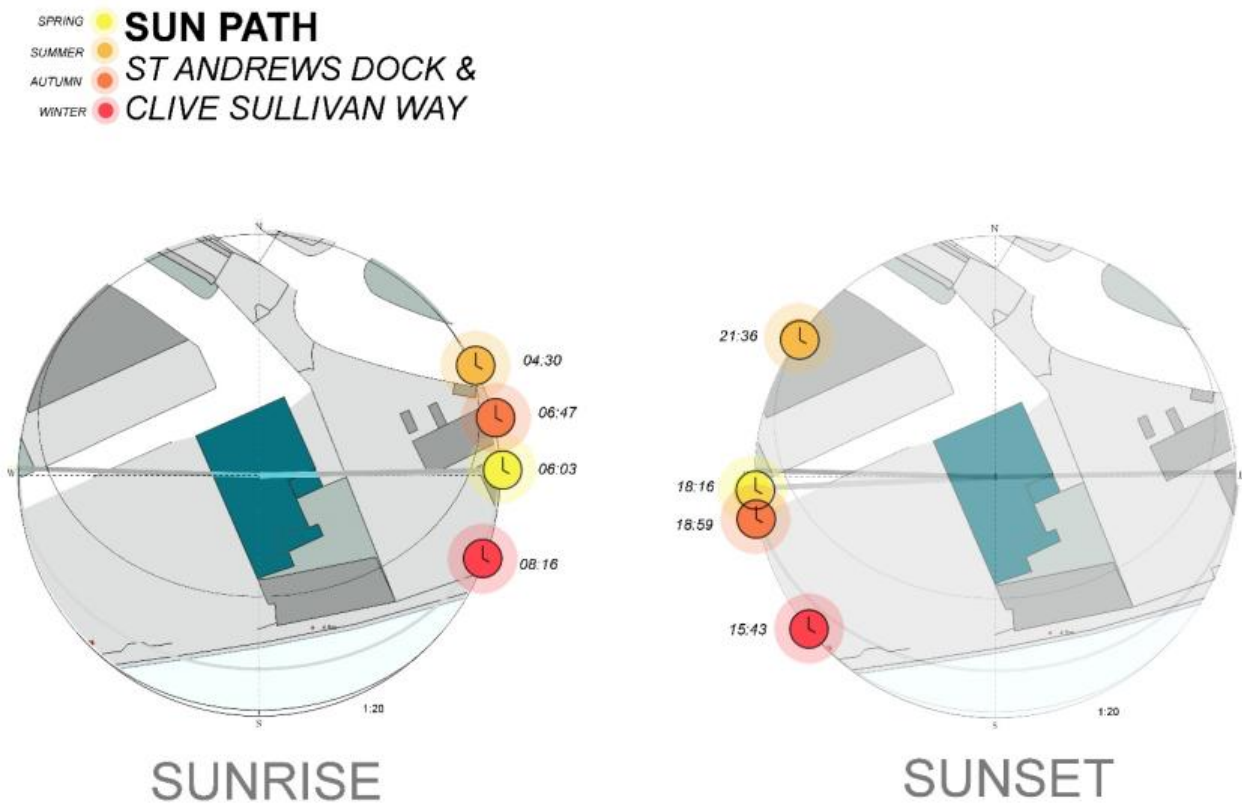 SPRING
SUMMER
AUTUMN
WINTER
SUN PATH
ST ANDREWS DOCK &
CLIVE SULLIVAN WAY
N
W
S
04:30
06:47
06:03
08:16
1:20
SUNRISE
N
S
21:36
18:16
18:59
15:43
1:20
SUNSET